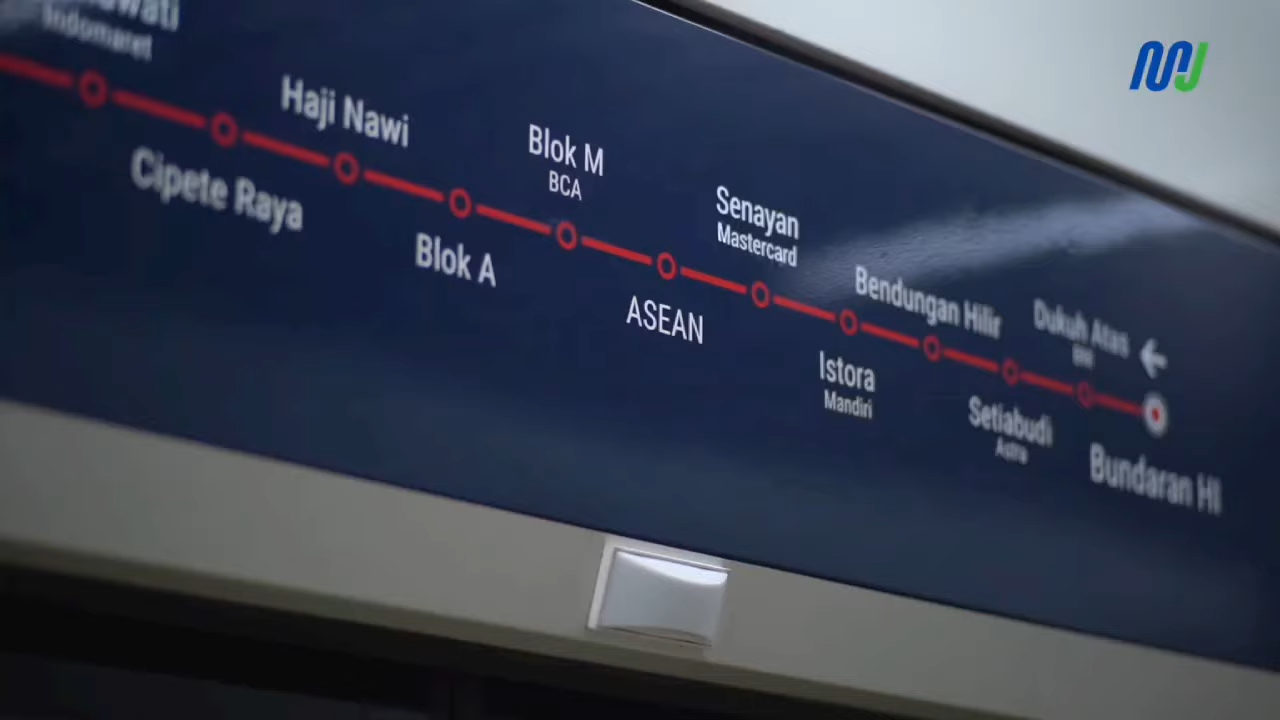 Indomaret
Cipete Raya
Haji Nawi
Blok A
Blok M
BCA
ASEAN
Senayan
Mastercard
Istora
Mandiri
Bendungan Hilir
Setiabudi
Astra
Dukuh Atas
BNI
Bundaran HI